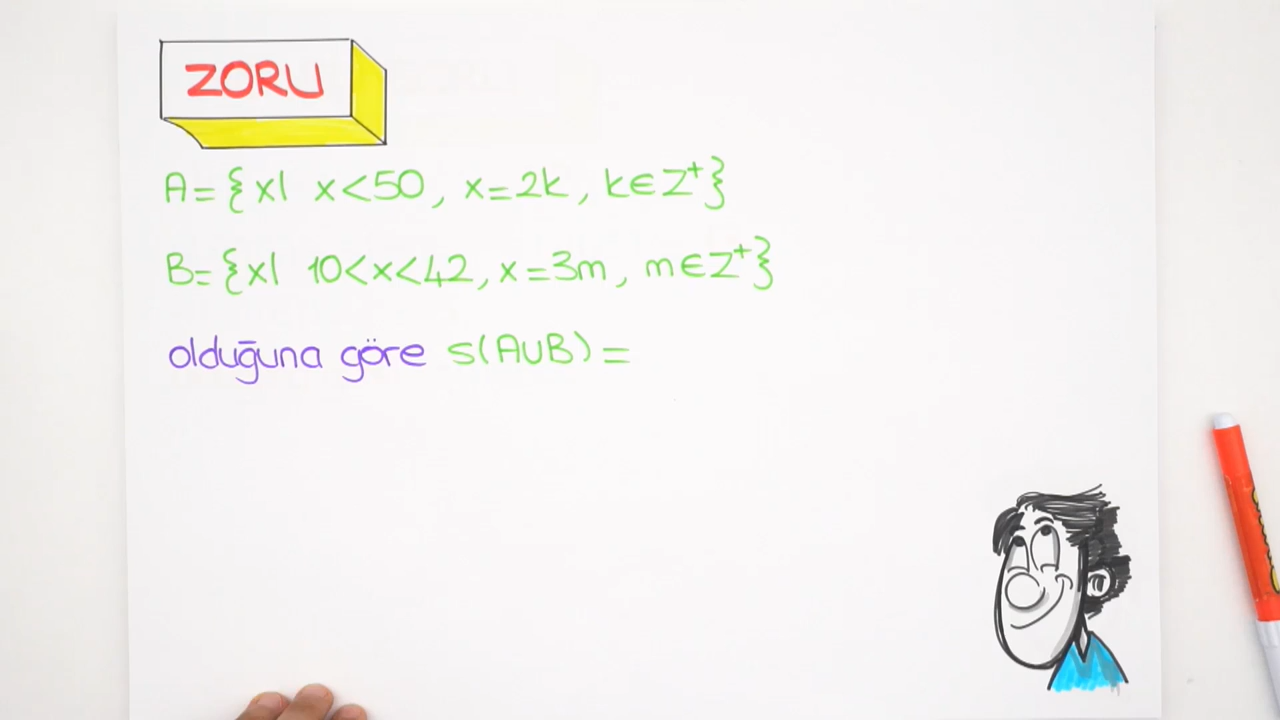 ZORU
A={x| x<50, x=2k, k∈Z⁺}
B={x| 10<x<42, x=3m, m∈Z⁺}
olduğuna göre s(A∪B)=